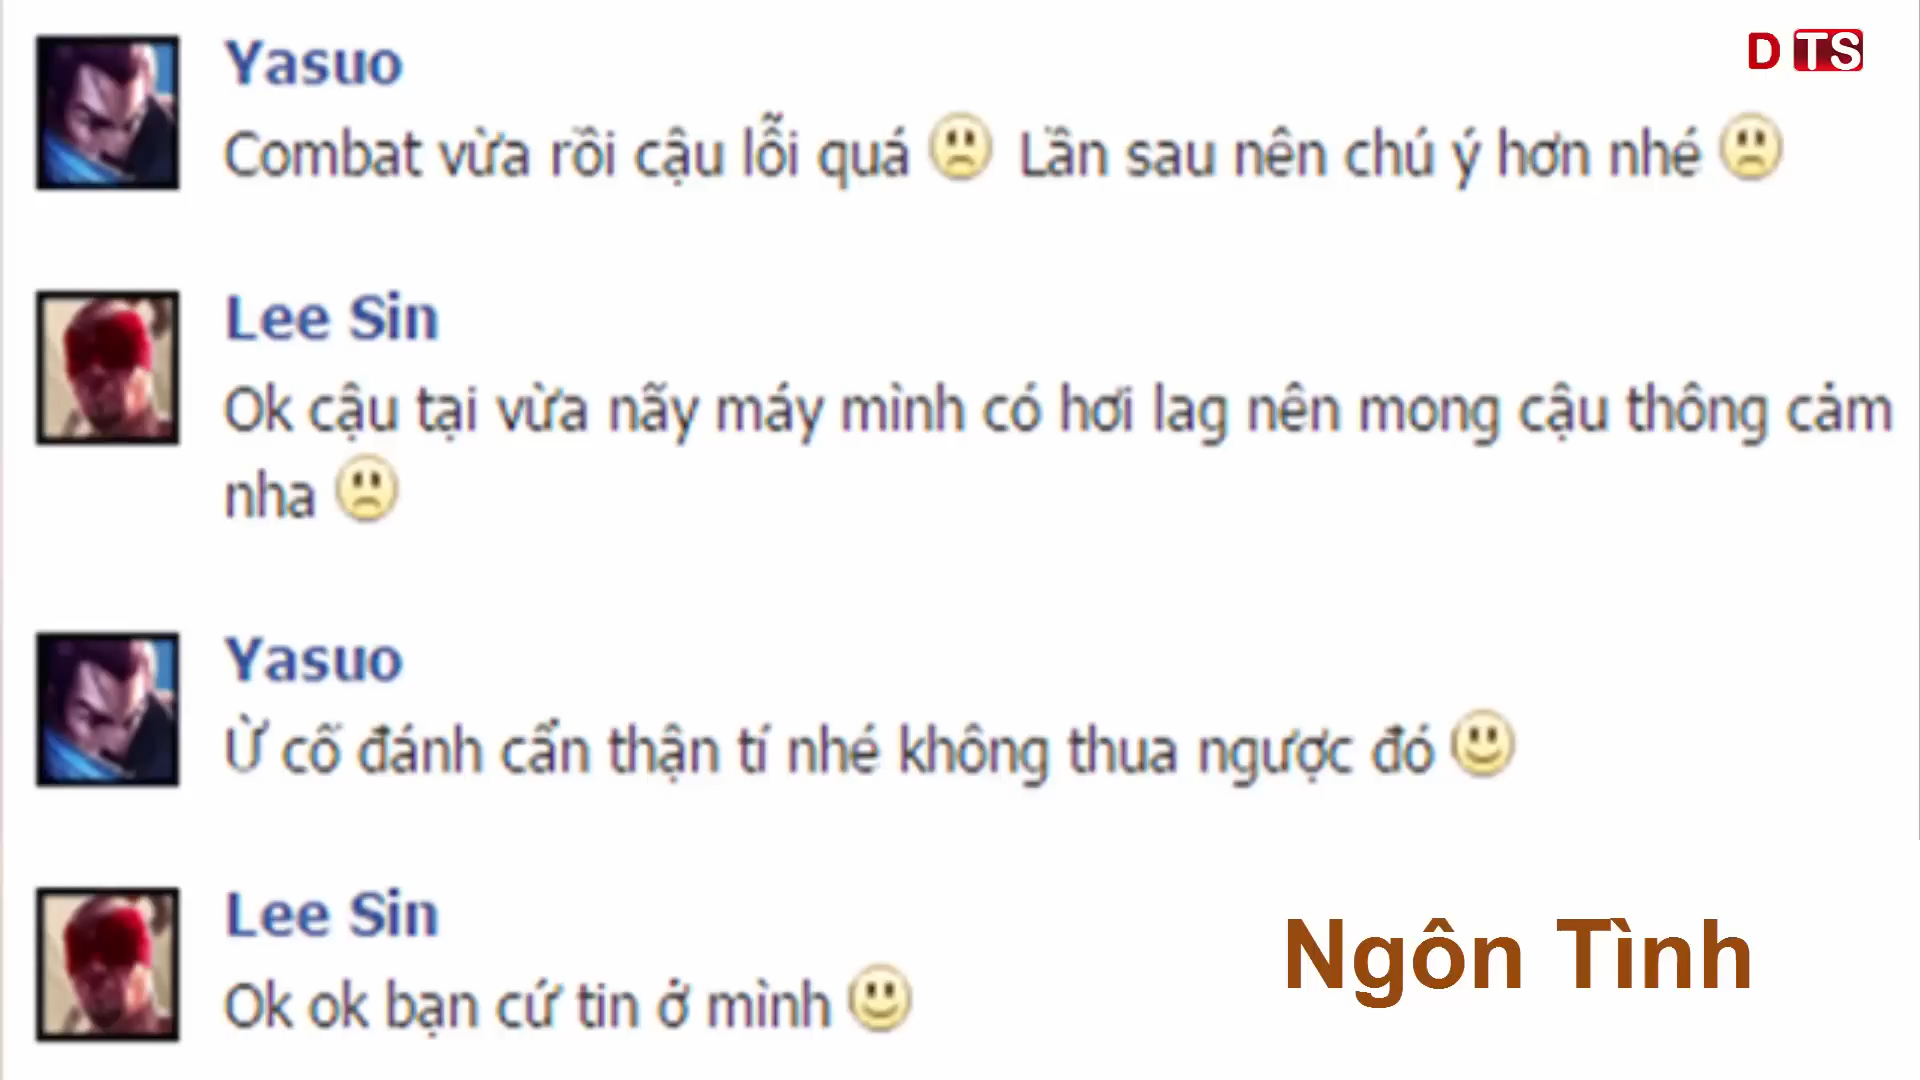 Yasuo
D TS
Combat vừa rồi cậu lỗi quá Lần sau nên chú ý hơn nhé
Lee Sin
Ok cậu tại vừa nãy máy mình có hơi lag nên mong cậu thông cảm
nha
Yasuo
Ừ cố đánh cẩn thận tí nhé không thua ngược đó
Lee Sin
Ok ok bạn cứ tin ở mình
Ngôn Tình